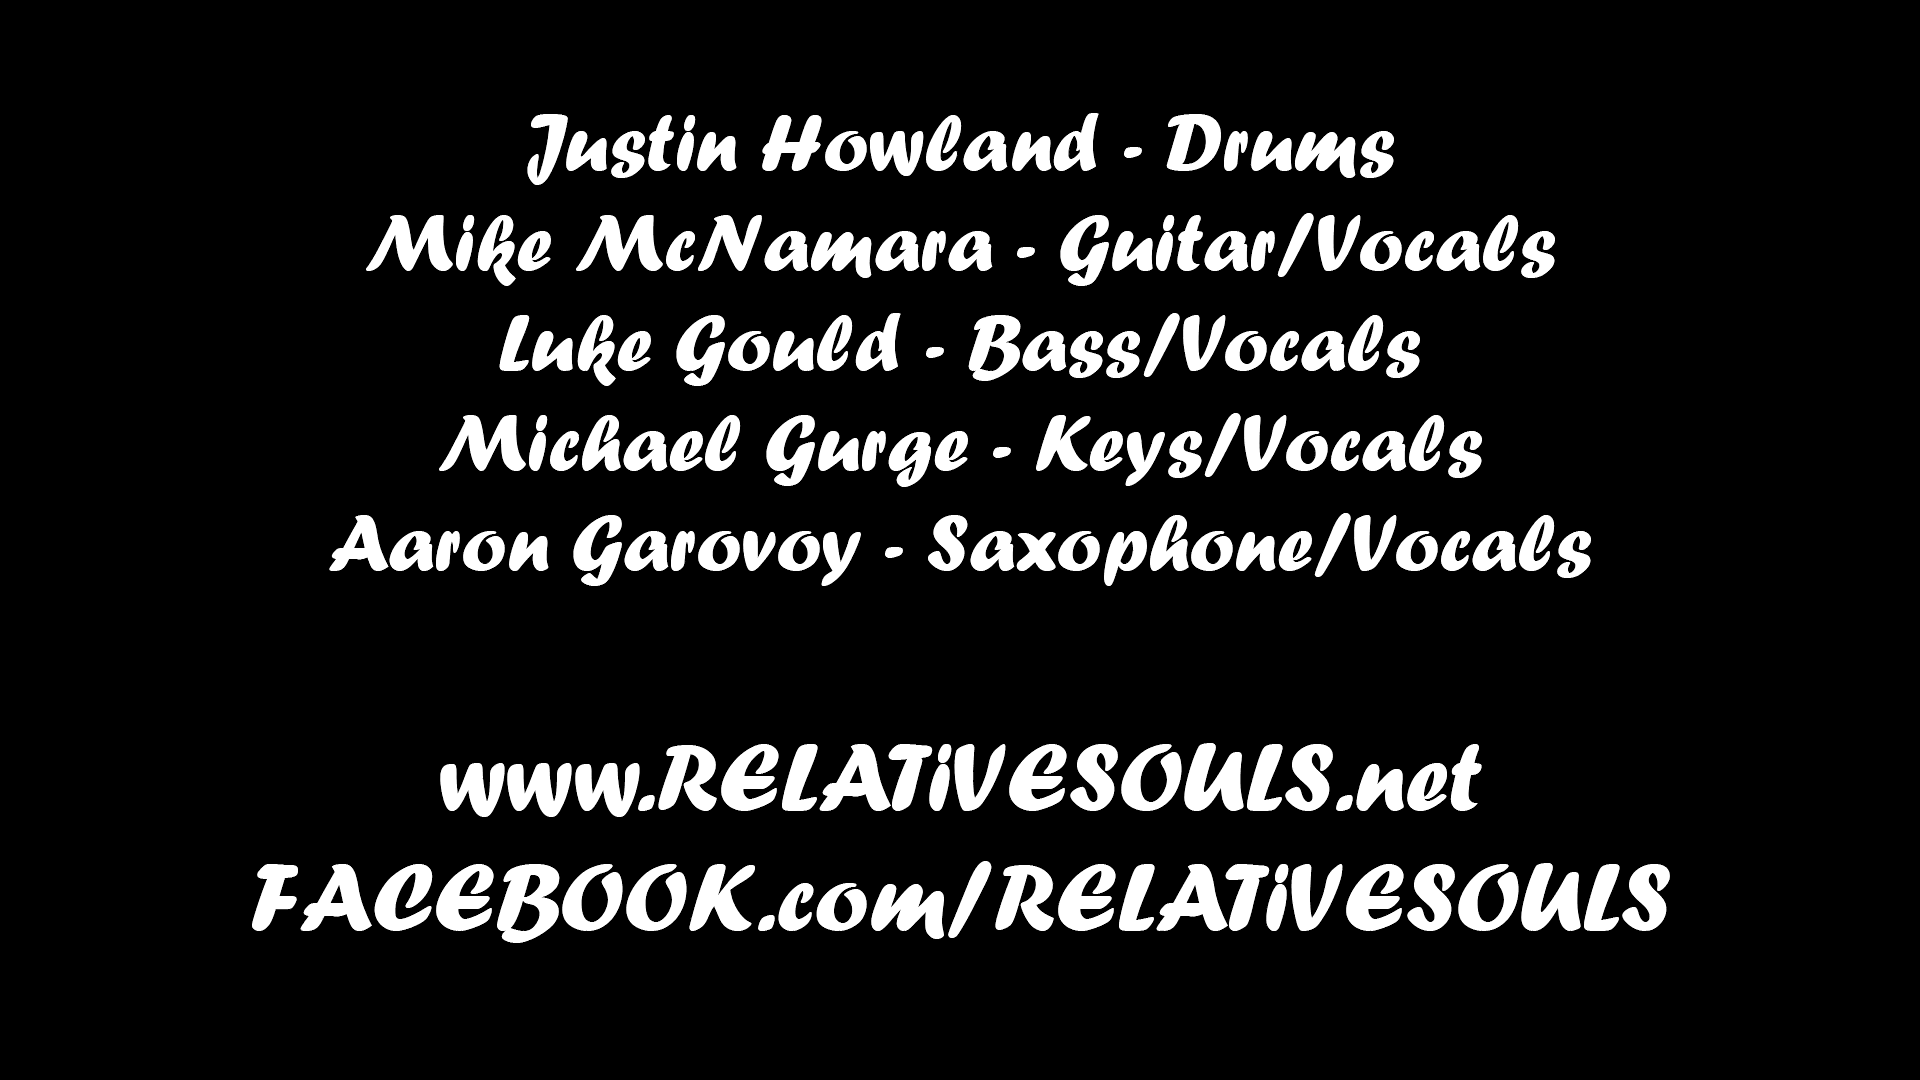 Justin Howland - Drums
Mike McNamara - Guitar/Vocals
Luke Gould - Bass/Vocals
Michael Gurge - Keys/Vocals
Aaron Garovoy - Saxophone/Vocals
www.RELATiVESOULS.net
FACEBOOK.com/RELATiVESOULS